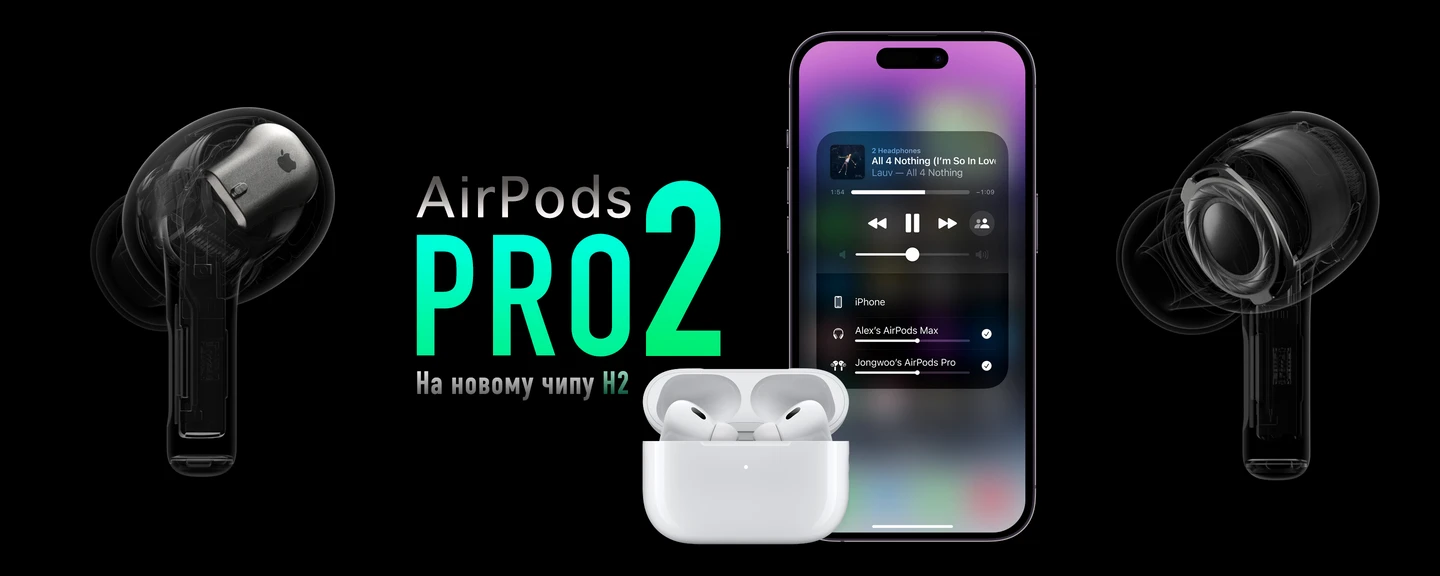 AirPods
PRO2
На новому чипу H2
2 Headphones
All 4 Nothing (I'm So In Love
Lauv — All 4 Nothing
1:54
−1:09
iPhone
Alex's AirPods Max
Jongwoo's AirPods Pro